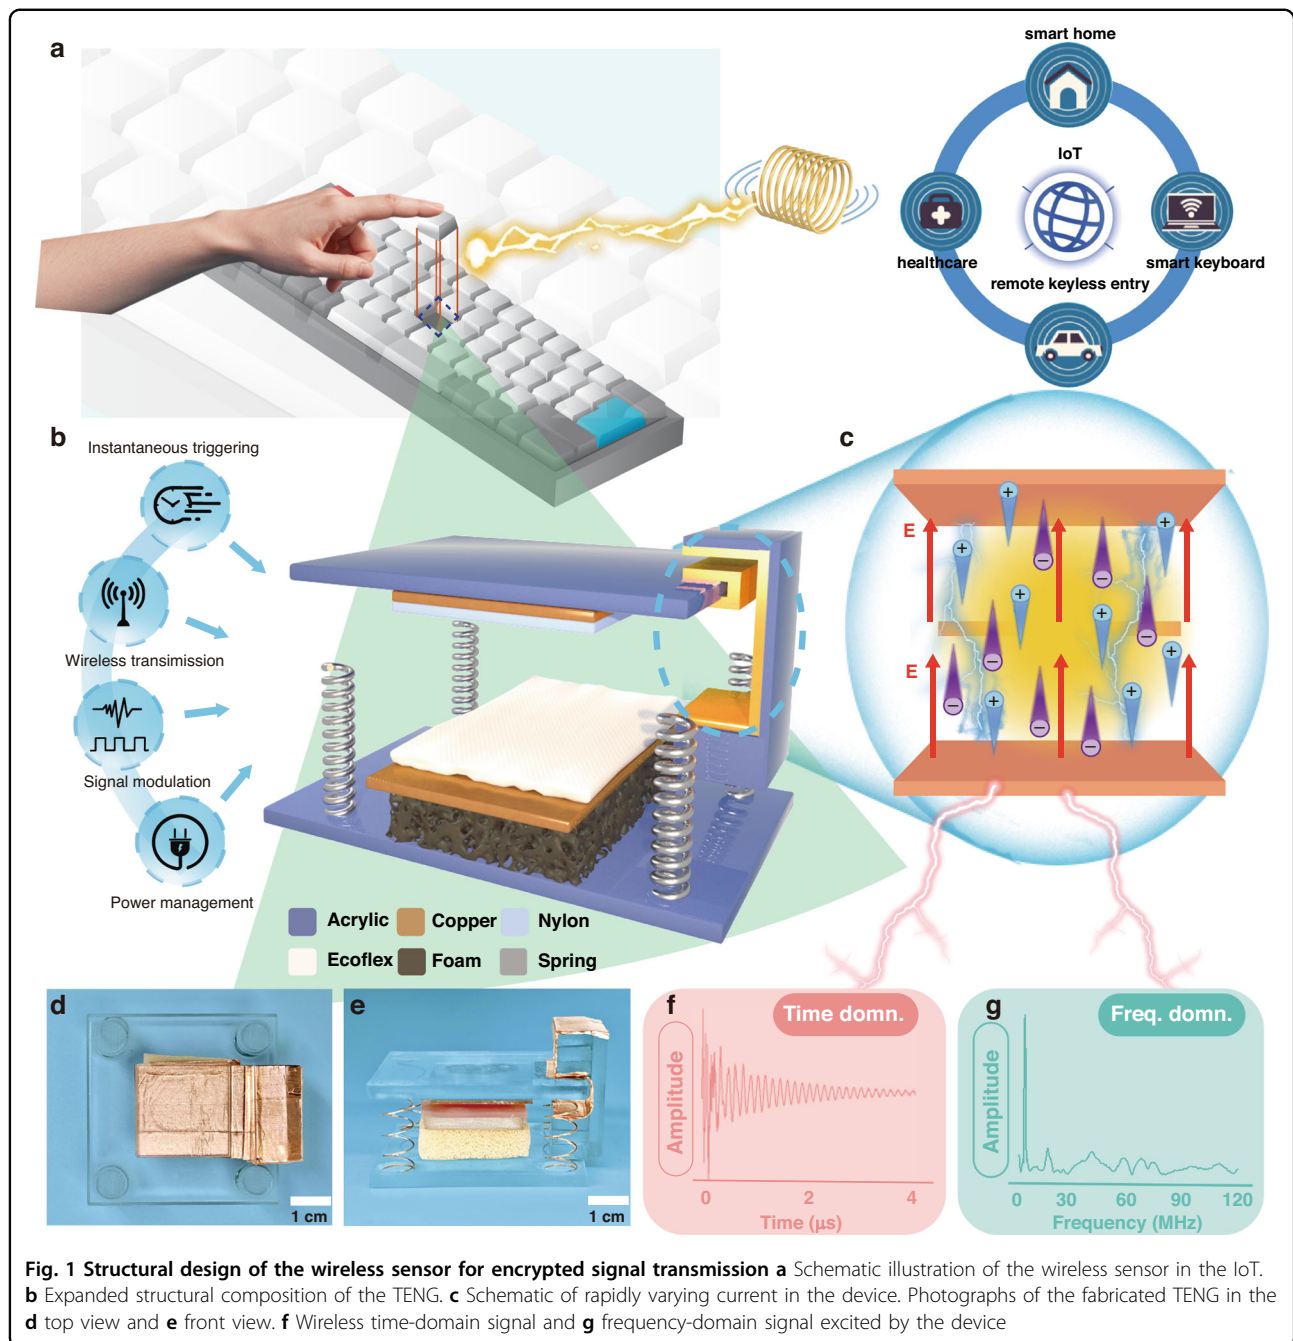 a
smart home
IoT
healthcare
smart keyboard
remote keyless entry
b
Instantaneous triggering
Wireless transimission
Signal modulation
Power management
c
E
E
Acrylic
Copper
Nylon
Ecoflex
Foam
Spring
d
1 cm
e
1 cm
f
Time domn.
Amplitude
0 2 4
Time (µs)
g
Freq. domn.
Amplitude
0 30 60 90 120
Frequency (MHz)
Fig. 1 Structural design of the wireless sensor for encrypted signal transmission a Schematic illustration of the wireless sensor in the IoT.
b Expanded structural composition of the TENG. c Schematic of rapidly varying current in the device. Photographs of the fabricated TENG in the
d top view and e front view. f Wireless time-domain signal and g frequency-domain signal excited by the device